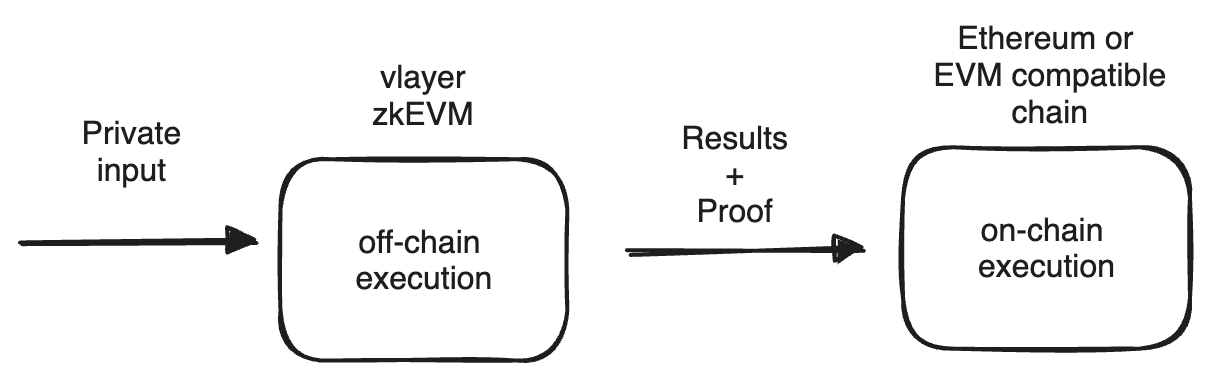 Private
input
vlayer
zkEVM
off-chain
execution
Results
+
Proof
Ethereum or
EVM compatible
chain
on-chain
execution